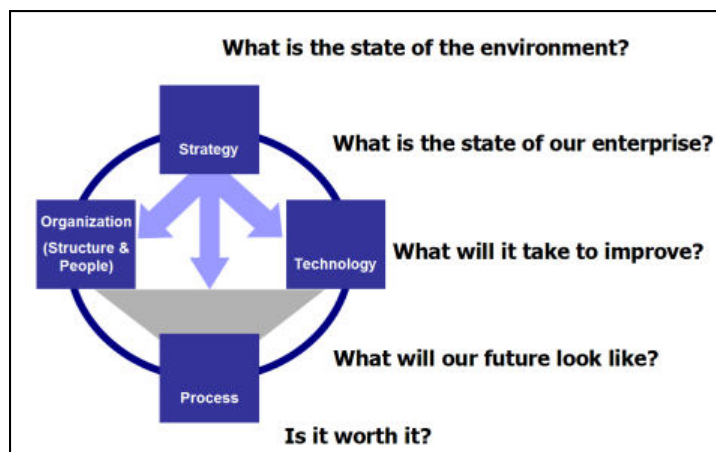 What is the state of the environment?
Strategy
What is the state of our enterprise?
Organization
(Structure &
People)
Technology
What will it take to improve?
What will our future look like?
Process
Is it worth it?